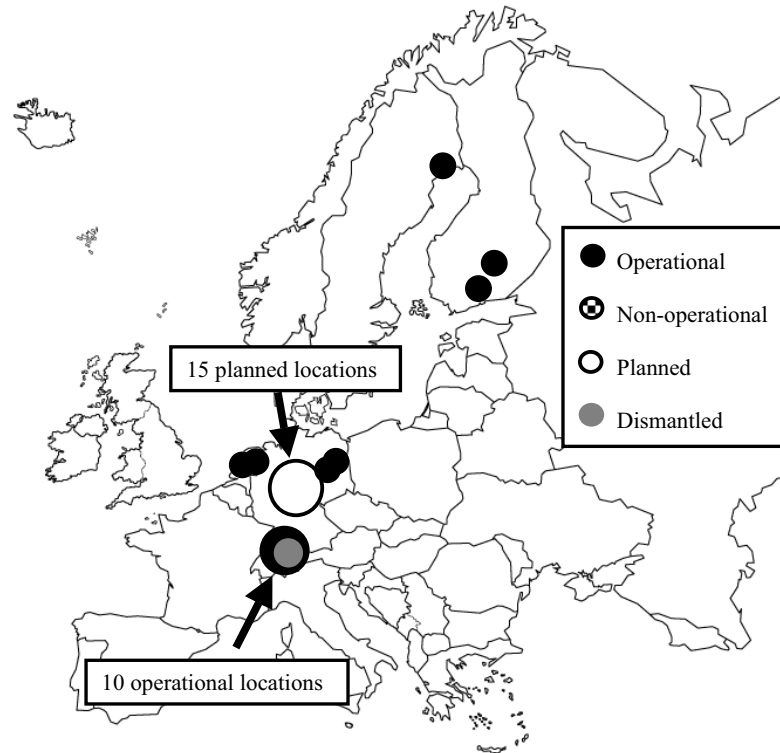 Operational
Non-operational
15 planned locations
Planned
Dismantled
10 operational locations